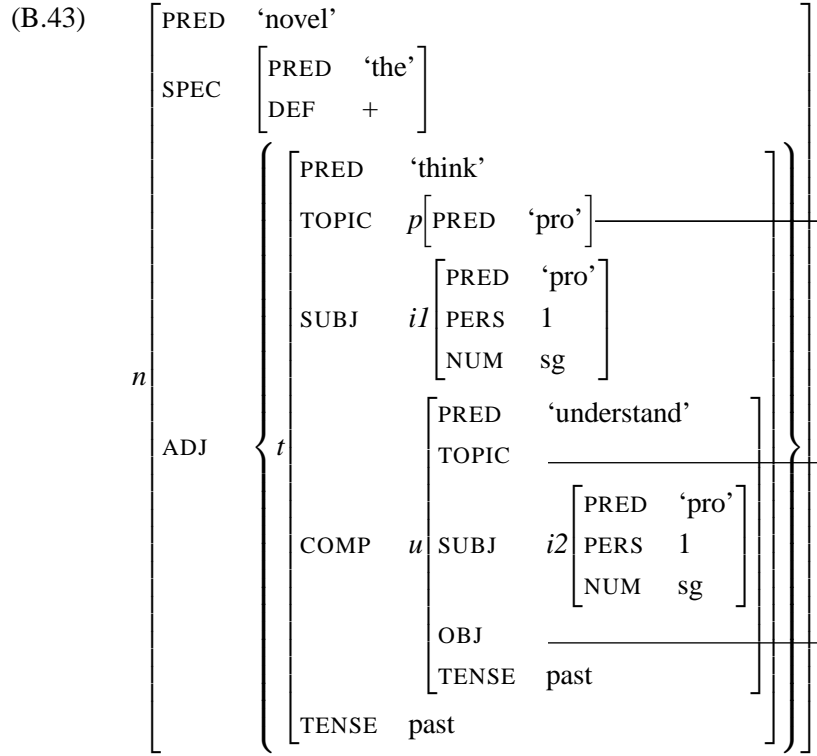 (B.43)
PRED ‘novel’
SPEC
PRED ‘the’
DEF +
PRED ‘think’
TOPIC p PRED ‘pro’
SUBJ i1
PRED ‘pro’
PERS 1
NUM sg
n
ADJ t
COMP u
PRED ‘understand’
TOPIC
SUBJ i2
PRED ‘pro’
PERS 1
NUM sg
OBJ
TENSE past
TENSE past